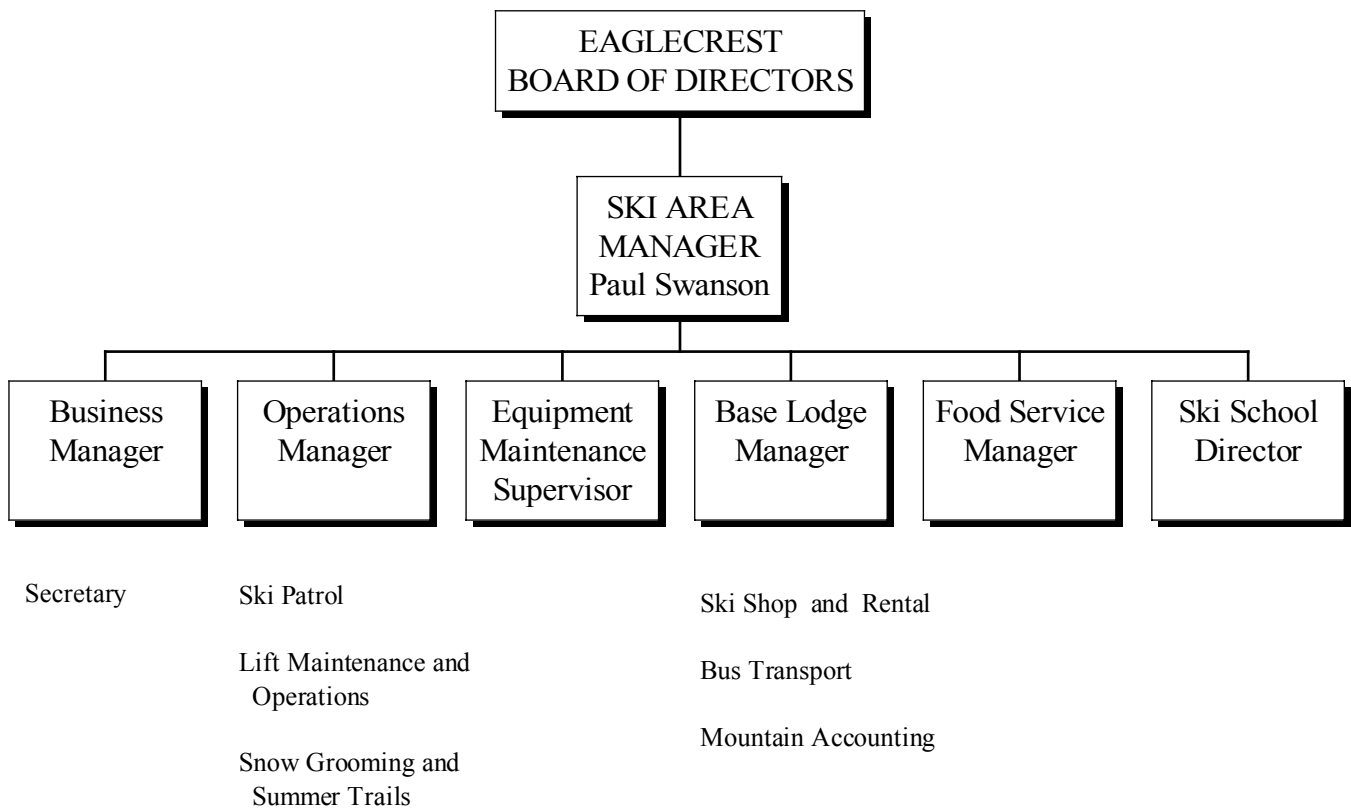 EAGLECREST
BOARD OF DIRECTORS
SKI AREA
MANAGER
Paul Swanson
Business
Manager
Operations
Manager
Equipment
Maintenance
Supervisor
Base Lodge
Manager
Food Service
Manager
Ski School
Director
Secretary
Ski Patrol
Lift Maintenance and
Operations
Snow Grooming and
Summer Trails
Ski Shop and Rental
Bus Transport
Mountain Accounting